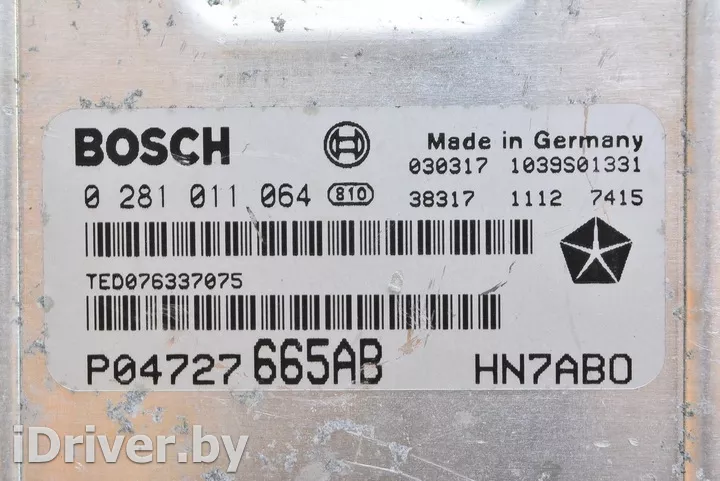 BOSCH
Made in Germany
030317 1039S01331
0 281 011 064 810
38317 1112 7415
TED076337075
P04727 665AB HN7AB0
iDriver.by